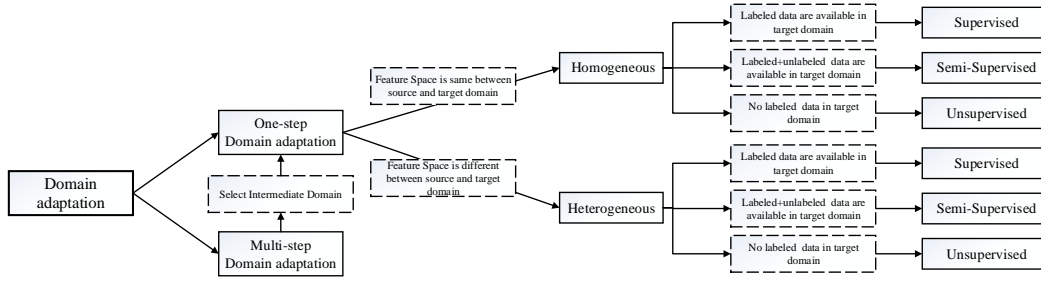 Domain
adaptation
One-step
Domain adaptation
Select Intermediate Domain
Multi-step
Domain adaptation
Feature Space is same between
source and target domain
Feature Space is different
between source and target
domain
Homogeneous
Labeled data are available in
target domain
Supervised
Labeled+unlabeled data are
available in target domain
Semi-Supervised
No labeled data in target
domain
Unsupervised
Heterogeneous
Labeled data are available in
target domain
Supervised
Labeled+unlabeled data are
available in target domain
Semi-Supervised
No labeled data in target
domain
Unsupervised